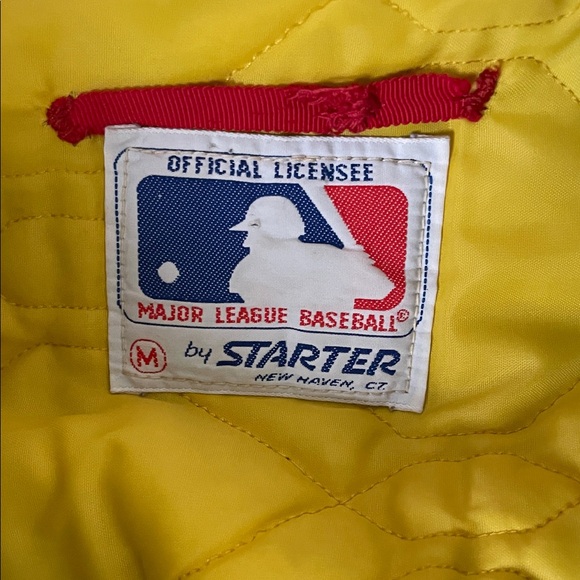 OFFICIAL LICENSEE
MAJOR LEAGUE BASEBALL®
M by STARTER
NEW HAVEN, CT.